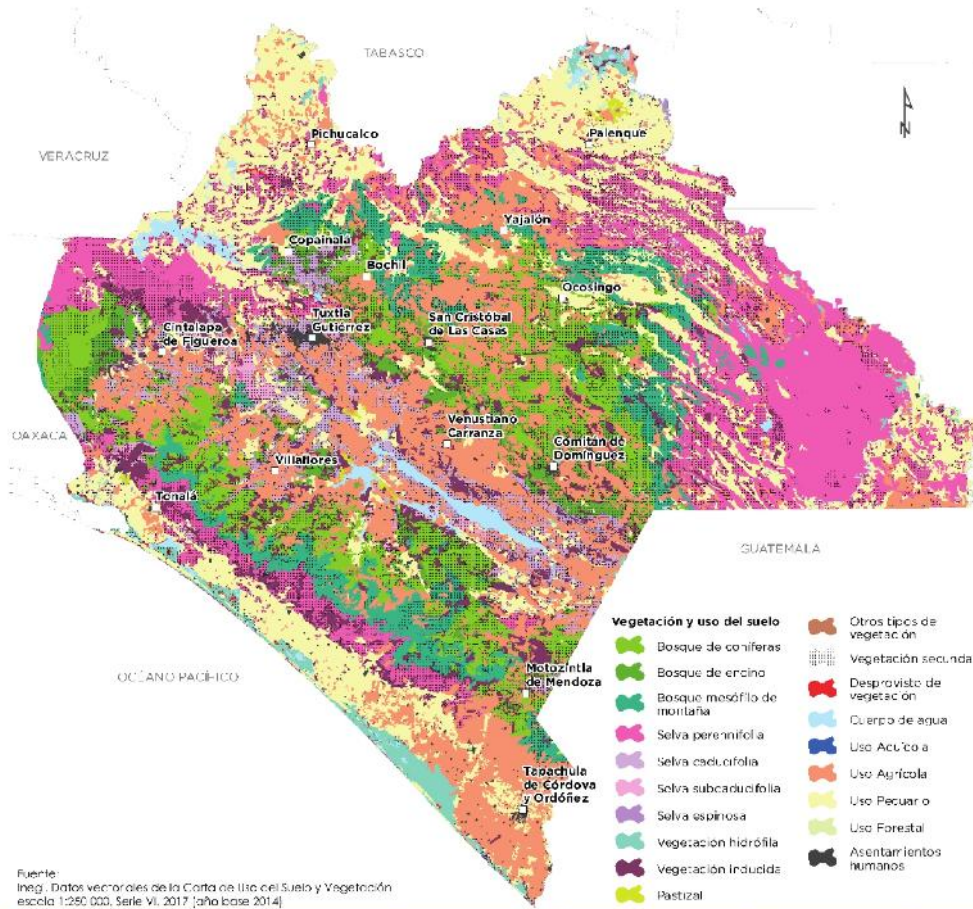 TABASCO
VERACRUZ
Pichucalco
Palenque
Yajalón
Copainalá
Bochil
Ocosingo
Tuxtla
Gutiérrez
San Cristóbal
de Las Casas
Cintalapa
de Figueroa
Venustiano
Carranza
OAXACA
Comitán de
Domínguez
Villaflores
Tonalá
GUATEMALA
OCÉANO PACÍFICO
Motozintla
de Mendoza
Tapachula
de Córdova
y Ordóñez
Vegetación y uso del suelo
Bosque de coníferas
Bosque de encino
Bosque mesófilo de
montaña
Selva perennifolia
Selva caducifolia
Selva subcaducifolia
Selva espinosa
Vegetación hidrófila
Vegetación inducida
Pastizal
Otros tipos de
vegetación
Vegetación secunda
Desprovisto de
vegetación
Cuerpo de agua
Uso Acuícola
Uso Agrícola
Uso Pecuario
Uso Forestal
Asentamientos
humanos
Fuente:
Inegi. Datos vectoriales de la Carta de Uso del Suelo y Vegetación
escala 1:250 000, Serie VI. 2017 (año base 2014)